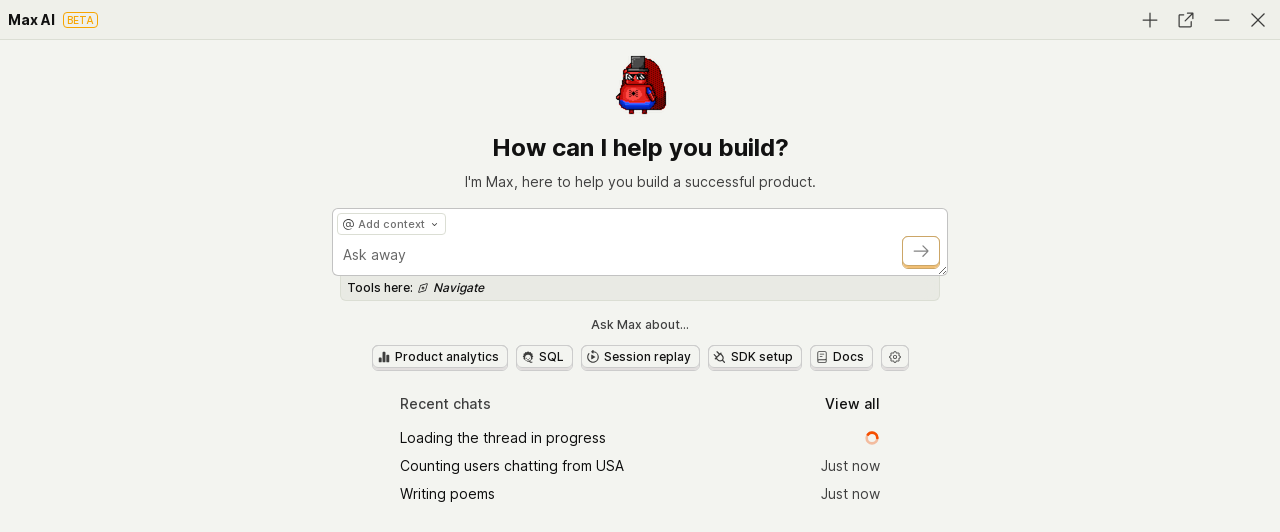 Max AI BETA
How can I help you build?
I'm Max, here to help you build a successful product.
@ Add context
Ask away
Tools here: Navigate
Ask Max about...
Product analytics SQL Session replay SDK setup Docs
Recent chats View all
Loading the thread in progress
Counting users chatting from USA Just now
Writing poems Just now